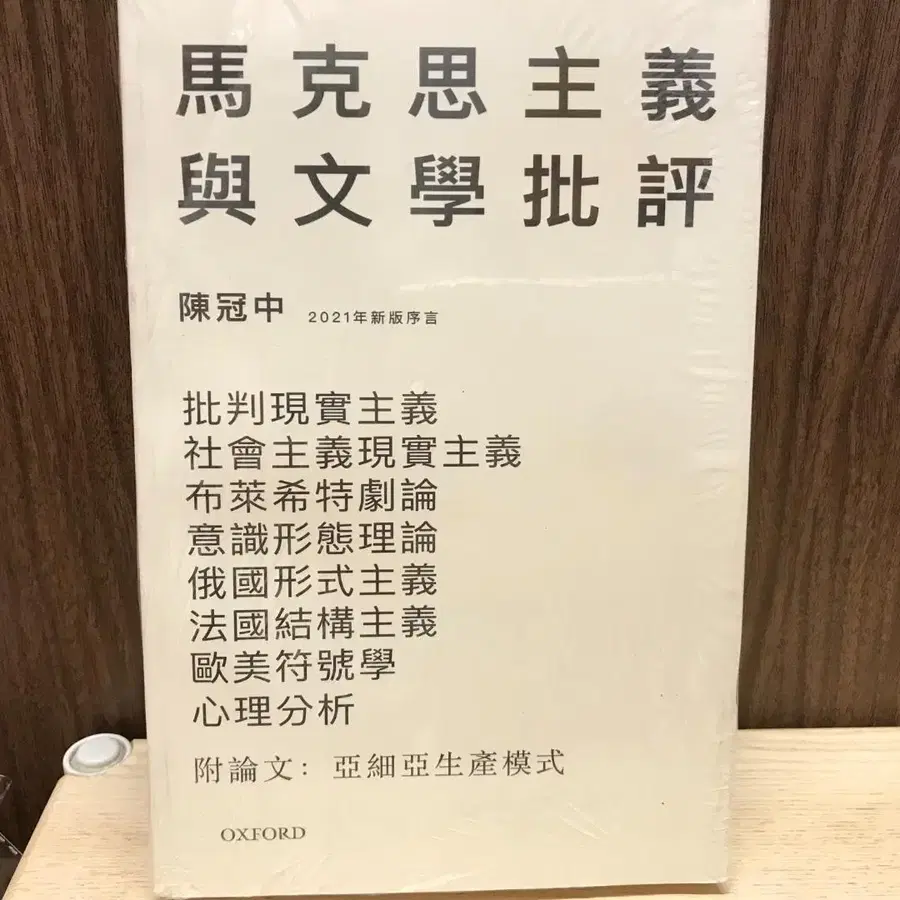 馬克思主義
與文學批評
陳冠中 2021年新版序言
批判現實主義
社會主義現實主義
布萊希特劇論
意識形態理論
俄國形式主義
法國結構主義
歐美符號學
心理分析
附論文：亞細亞生產模式
OXFORD